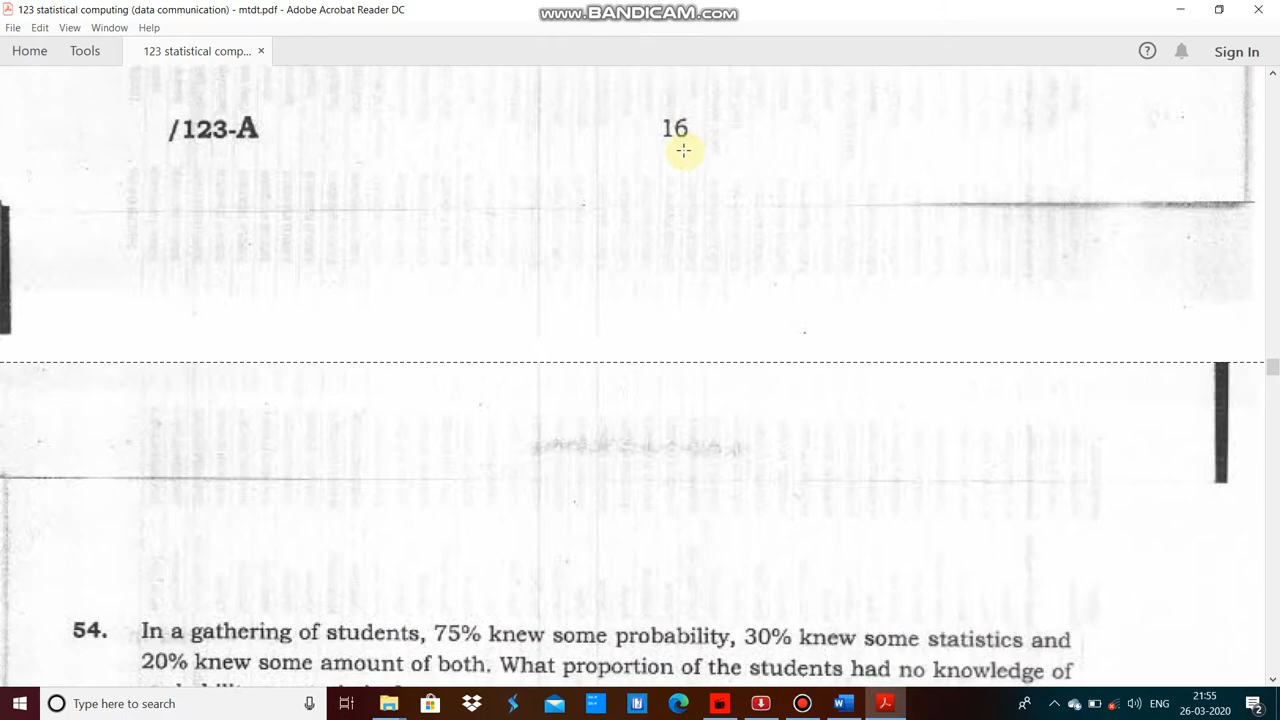 123 statistical computing (data communication) - mtdt.pdf - Adobe Acrobat Reader DC
www.BANDICAM.com
File Edit View Window Help
Home Tools 123 statistical comp... × Sign In
/123-A 16
54. In a gathering of students, 75% knew some probability, 30% knew some statistics and
20% knew some amount of both. What proportion of the students had no knowledge of
Type here to search
ENG
21:55
26-03-2020
2